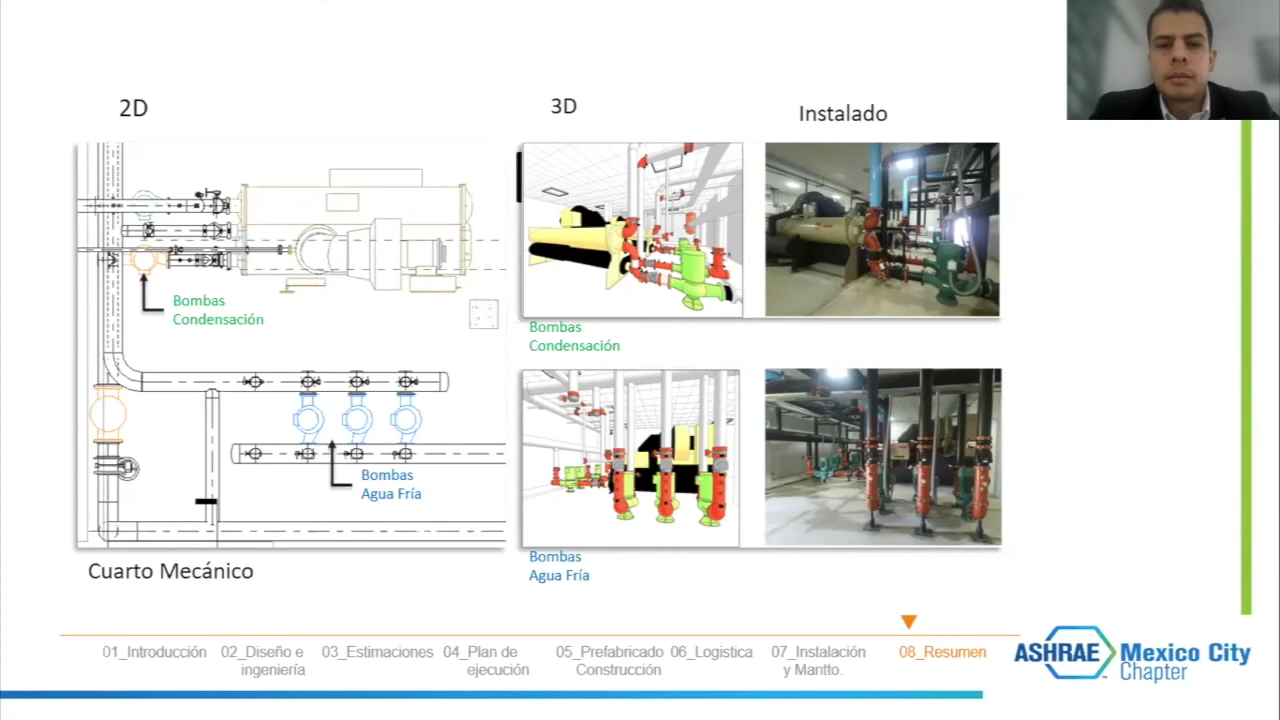 2D
3D
Instalado
Bombas
Condensación
Bombas
Condensación
Bombas
Agua Fría
Bombas
Agua Fría
Cuarto Mecánico
01_Introducción
02_Diseño e
ingeniería
03_Estimaciones
04_Plan de
ejecución
05_Prefabricado
Construcción
06_Logistica
07_Instalación
y Mantto.
08_Resumen
ASHRAE Mexico City
Chapter